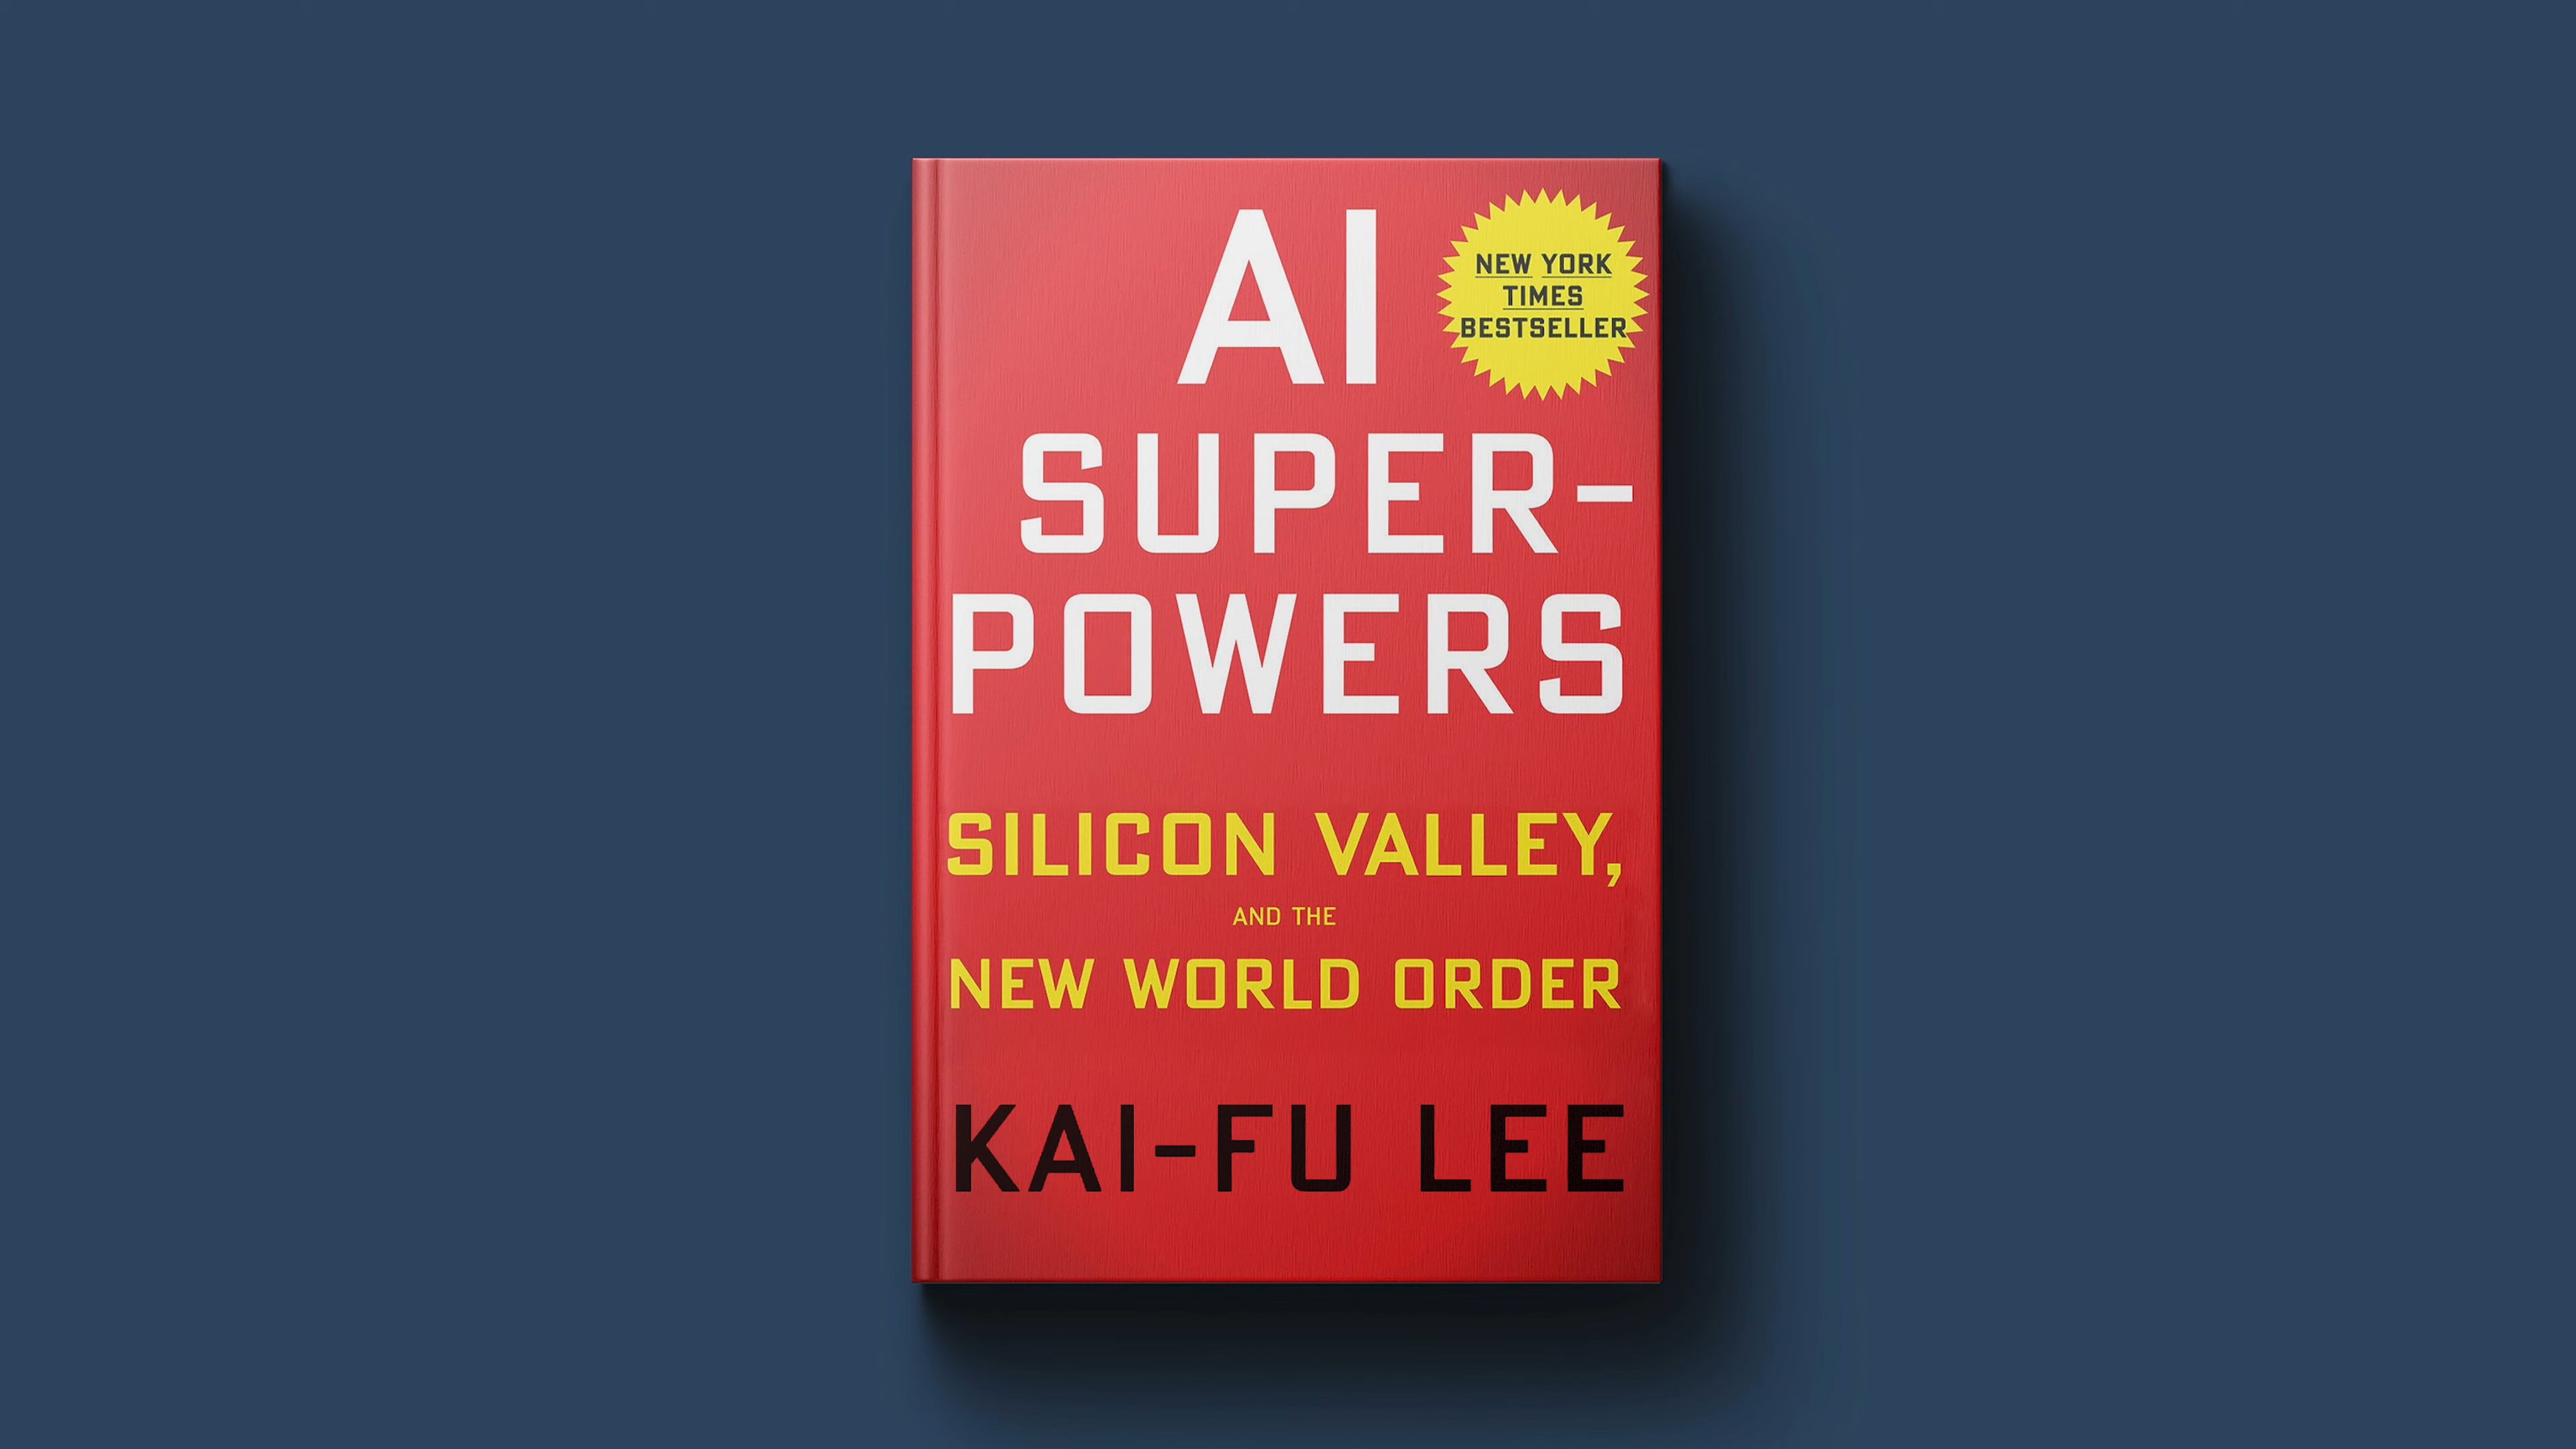 AI
NEW YORK
TIMES
BESTSELLER
SUPER-
POWERS
SILICON VALLEY,
AND THE
NEW WORLD ORDER
KAI-FU LEE